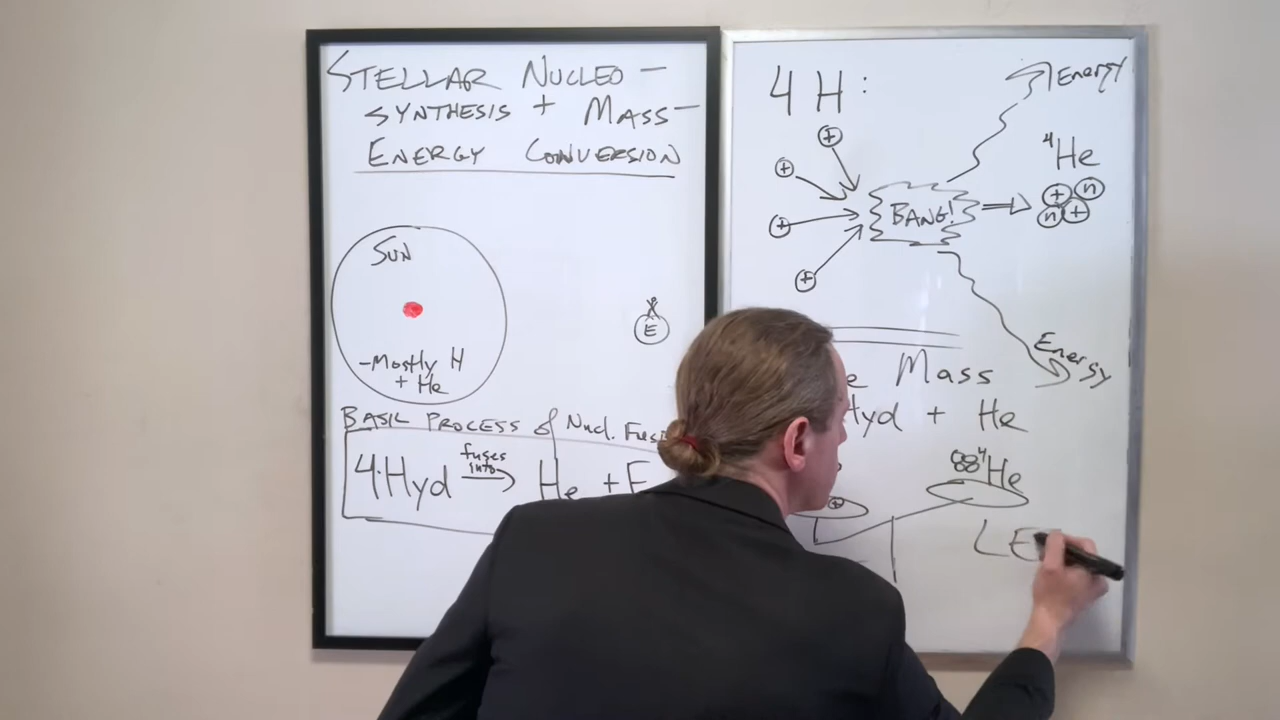 STELLAR NUCLEO-
SYNTHESIS + MASS-
ENERGY CONVERSION
SUN
-Mostly H
+ He
E
BASIC PROCESS of Nucl. Fus
4·Hyd fuses into → He + E
4 H:
+
+
+
+
BANG!
Energy
⁴He
+ n
n +
Energy
e Mass
Hyd + He
⁴He
+
LE